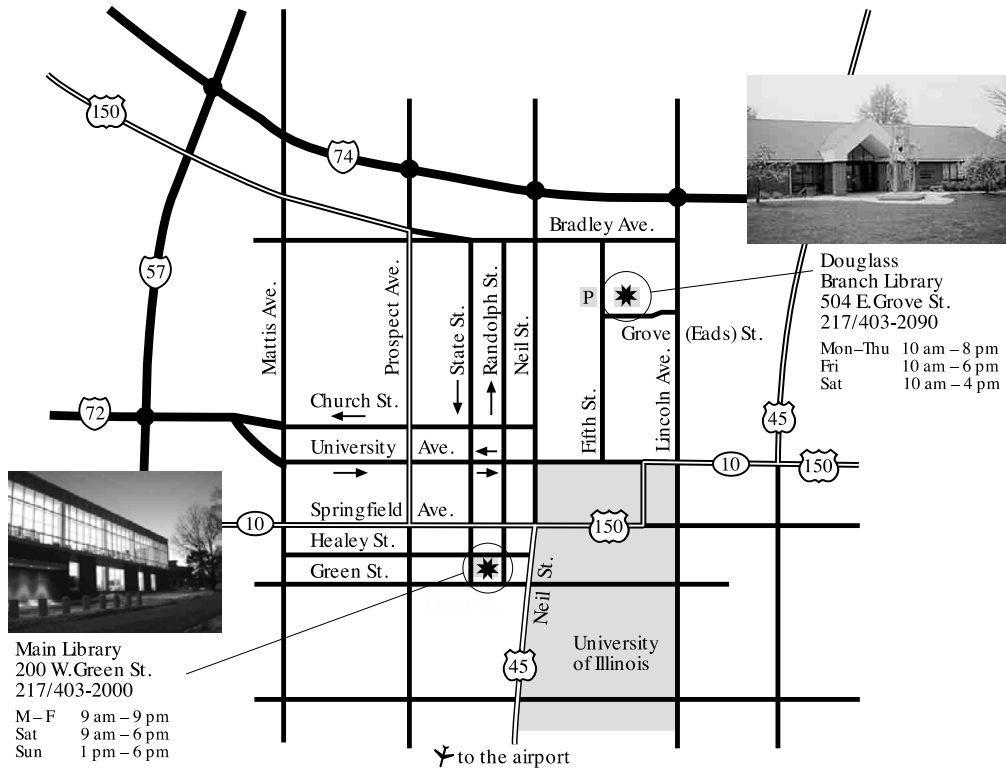 150
74
57
72
Bradley Ave.
Mattis Ave.
Prospect Ave.
State St.
Randolph St.
Neil St.
Fifth St.
Lincoln Ave.
P
Grove (Eads) St.
Douglass
Branch Library
504 E.Grove St.
217/403-2090
Mon–Thu 10 am – 8 pm
Fri 10 am – 6 pm
Sat 10 am – 4 pm
Church St.
University Ave.
45
10
150
Springfield Ave.
10
150
Healey St.
Green St.
Neil St.
University
of Illinois
45
Main Library
200 W.Green St.
217/403-2000
M – F 9 am – 9 pm
Sat 9 am – 6 pm
Sun 1 pm – 6 pm
to the airport